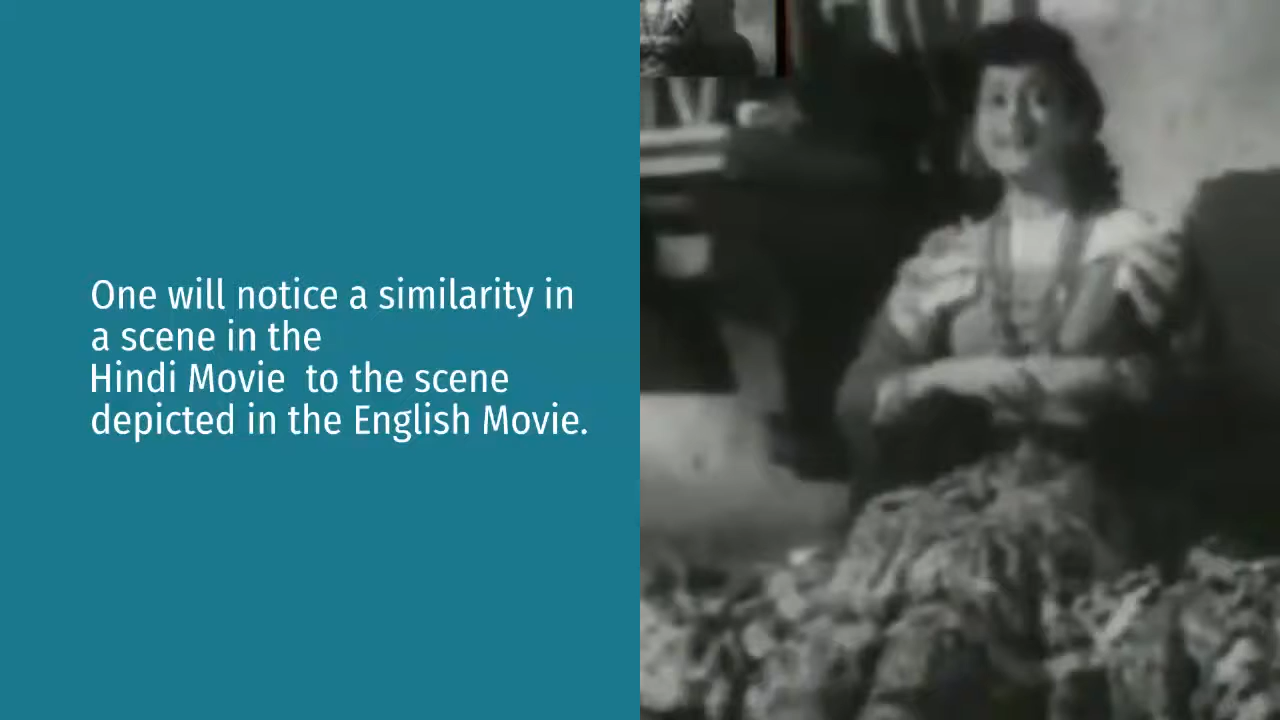 One will notice a similarity in
a scene in the
Hindi Movie  to the scene
depicted in the English Movie.